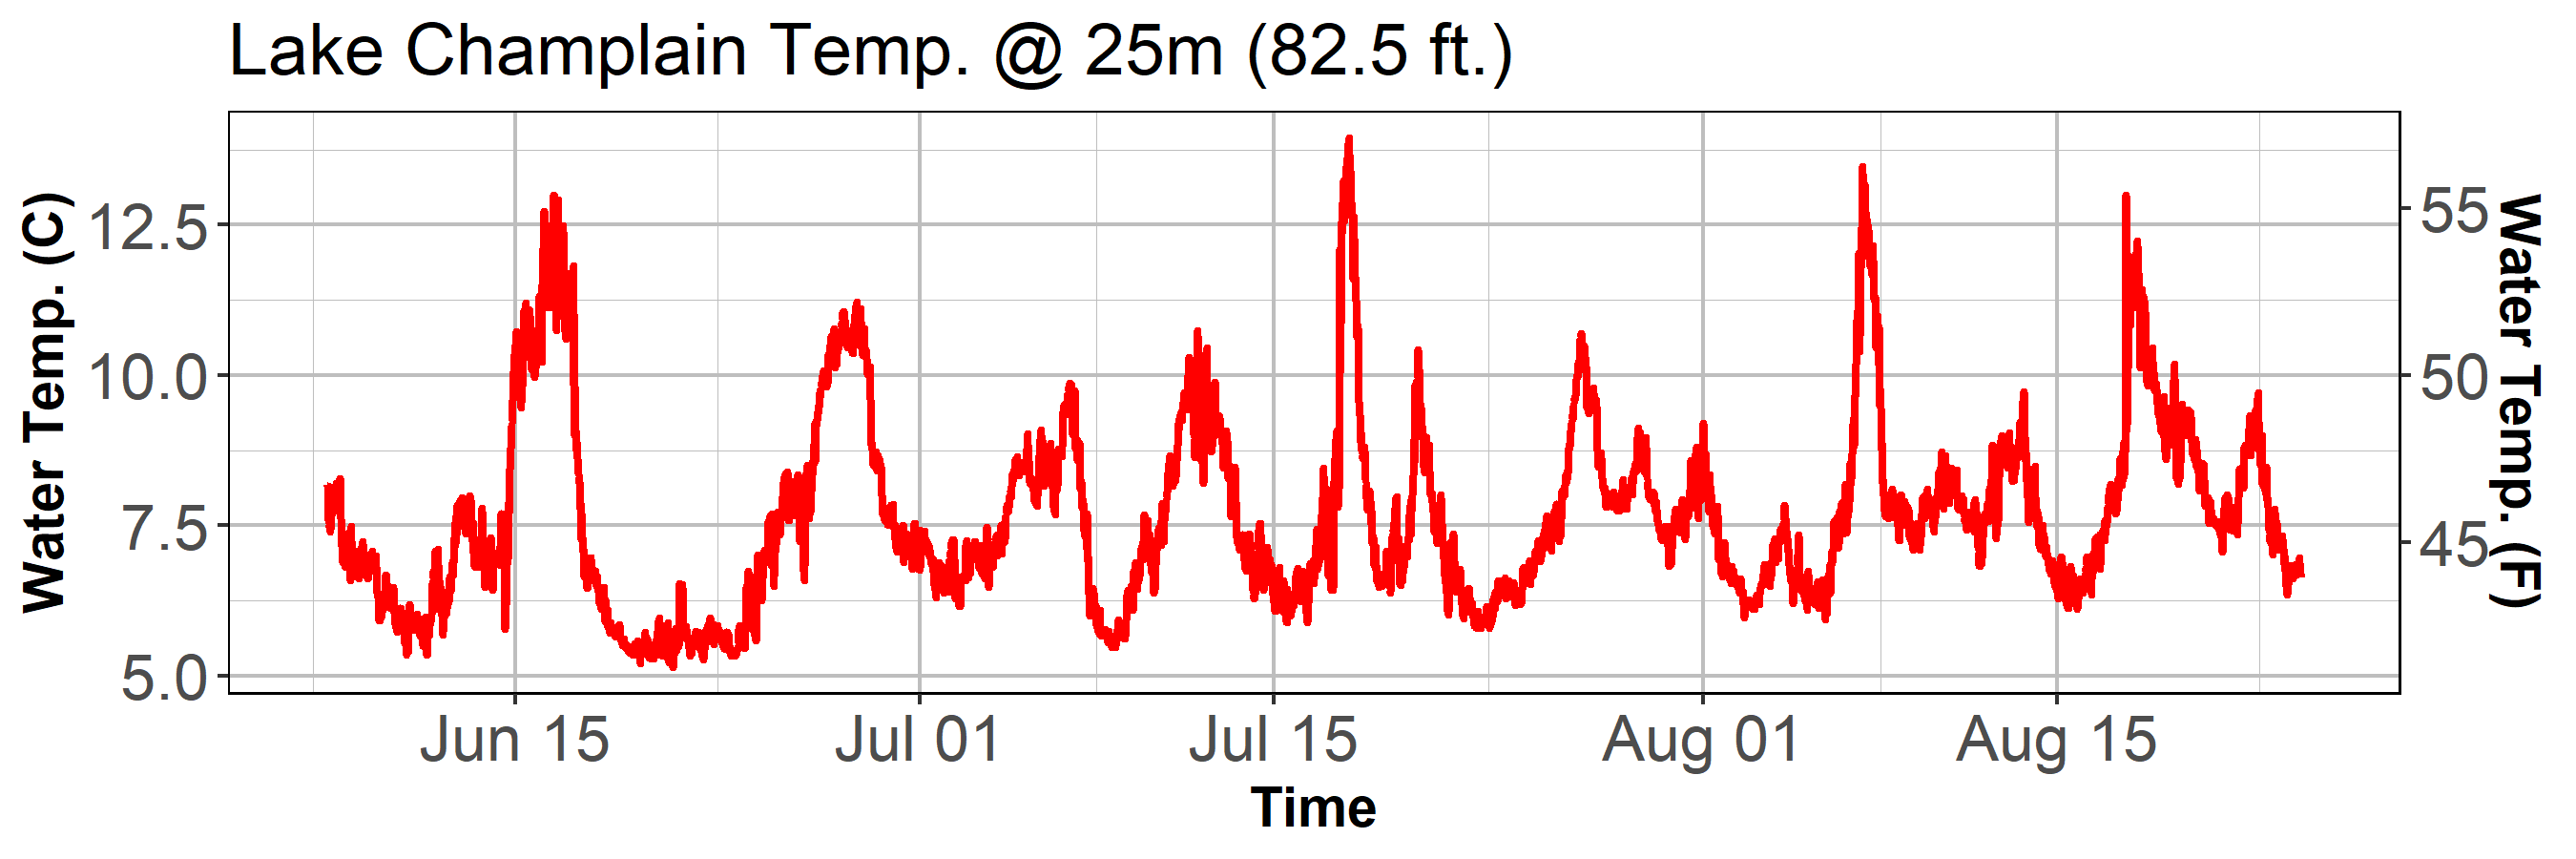 Lake Champlain Temp. @ 25m (82.5 ft.)
Water Temp. (C)
12.5
10.0
7.5
5.0
55
50
45
Water Temp. (F)
Jun 15
Jul 01
Jul 15
Aug 01
Aug 15
Time